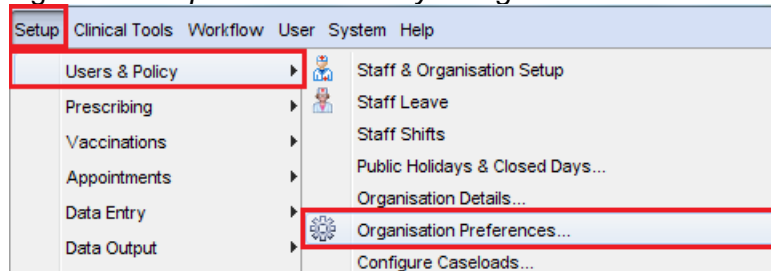 Setup Clinical Tools Workflow User System Help
Users & Policy
Prescribing
Vaccinations
Appointments
Data Entry
Data Output
Staff & Organisation Setup
Staff Leave
Staff Shifts
Public Holidays & Closed Days...
Organisation Details...
Organisation Preferences...
Configure Caseloads...